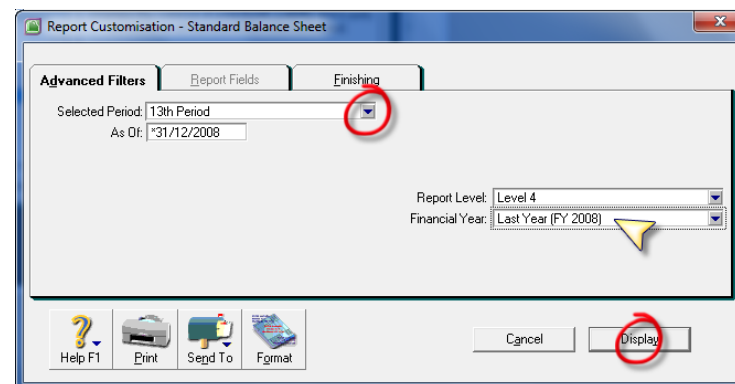 Report Customisation - Standard Balance Sheet
Advanced Filters Report Fields Finishing
Selected Period: 13th Period
As Of: *31/12/2008
Report Level: Level 4
Financial Year: Last Year (FY 2008)
Help F1 Print Send To Format Cancel Display